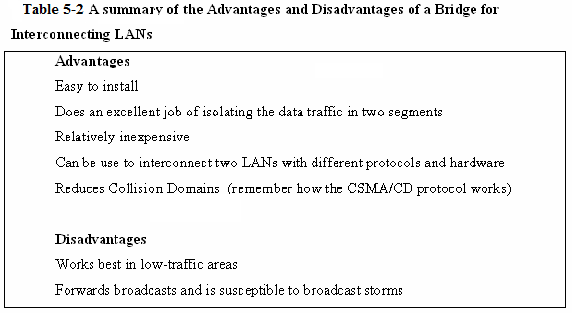 Table 5-2 A summary of the Advantages and Disadvantages of a Bridge for
Interconnecting LANs
Advantages
Easy to install
Does an excellent job of isolating the data traffic in two segments
Relatively inexpensive
Can be use to interconnect two LANs with different protocols and hardware
Reduces Collision Domains (remember how the CSMA/CD protocol works)
Disadvantages
Works best in low-traffic areas
Forwards broadcasts and is susceptible to broadcast storms